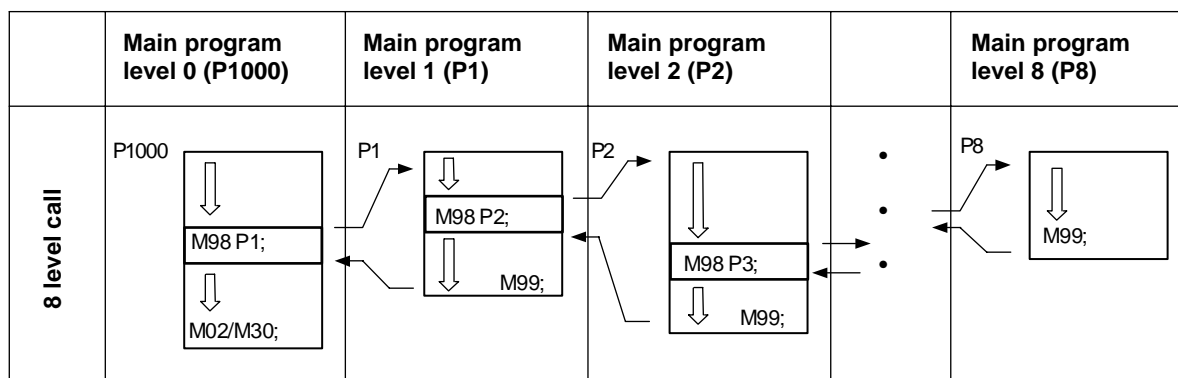 Main program
level 0 (P1000)
Main program
level 1 (P1)
Main program
level 2 (P2)
Main program
level 8 (P8)
8 level call
P1000
M98 P1;
M02/M30;
P1
M98 P2;
M99;
P2
M98 P3;
M99;
P8
M99;